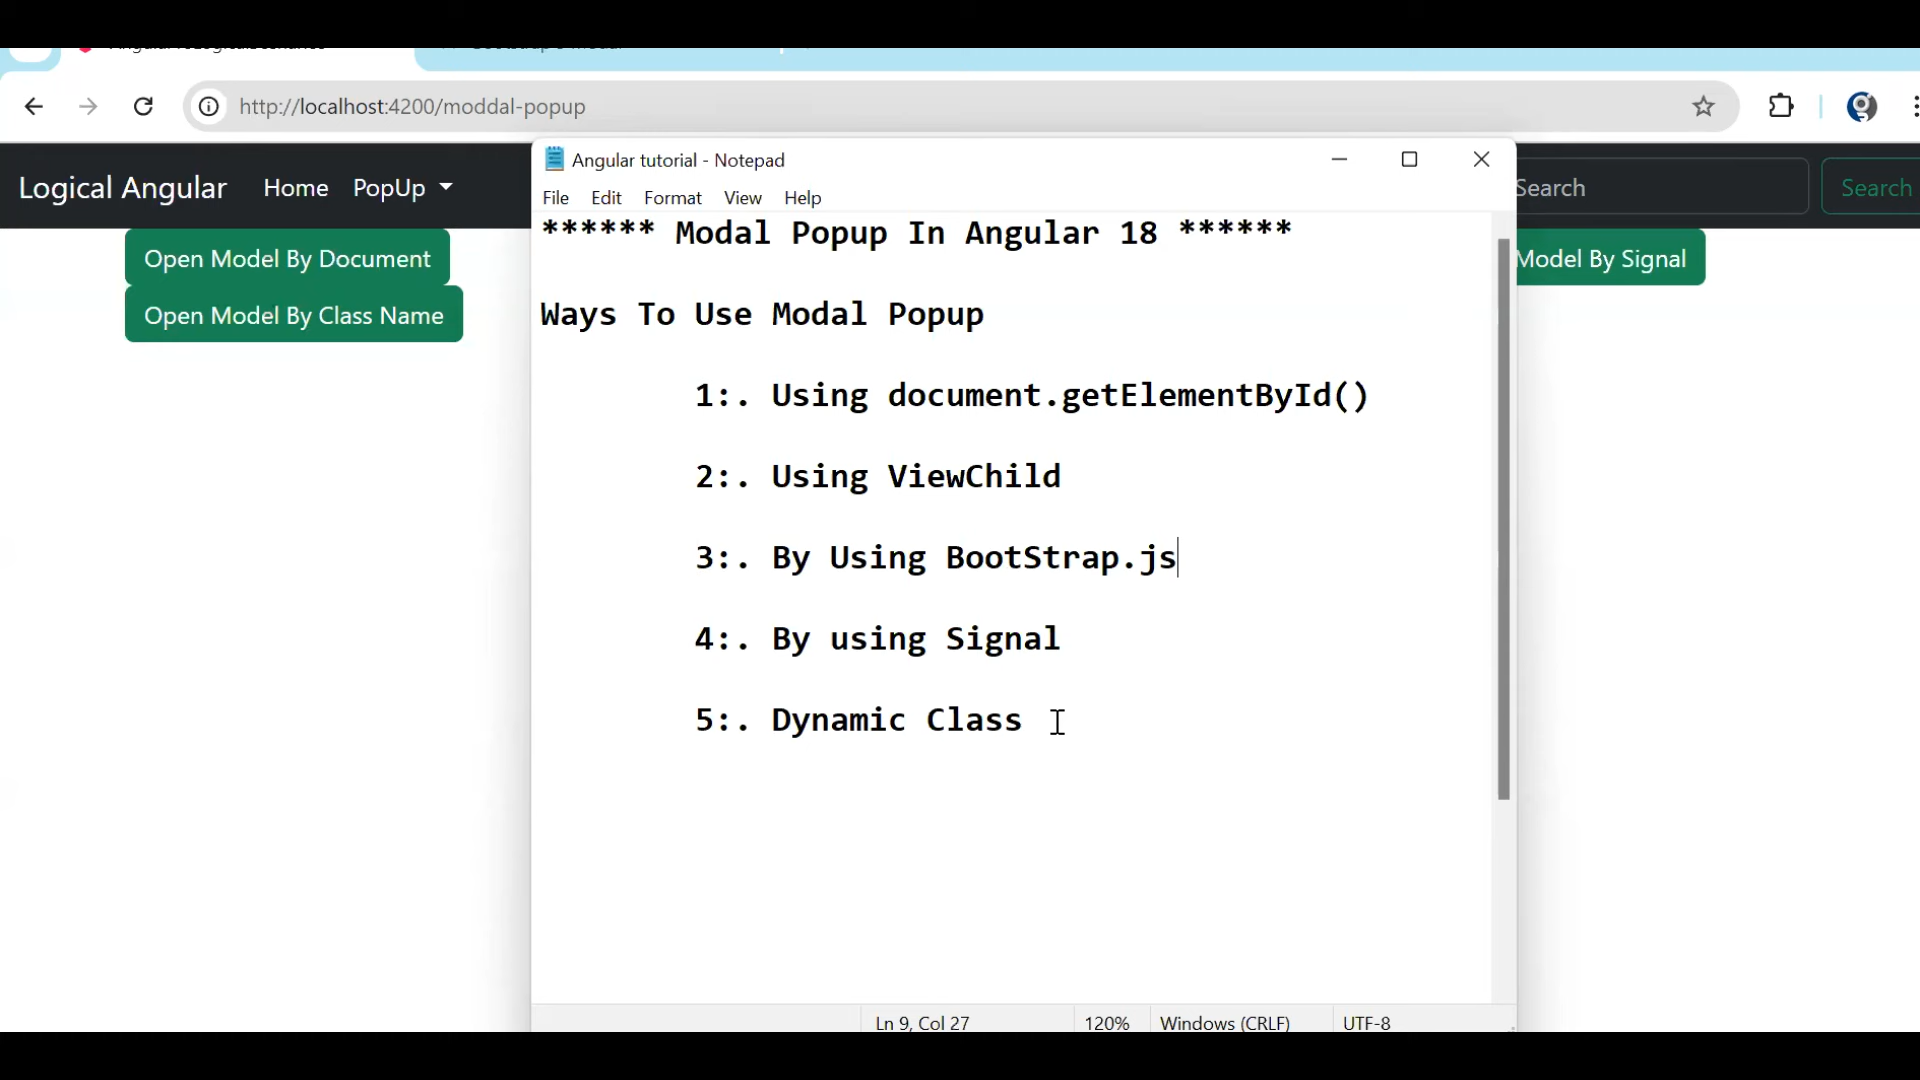 http://localhost:4200/moddal-popup
Angular tutorial - Notepad
Logical Angular Home PopUp
File Edit Format View Help
Search Search
****** Modal Popup In Angular 18 ******
Open Model By Document
Model By Signal
Open Model By Class Name
Ways To Use Modal Popup
1:. Using document.getElementById()
2:. Using ViewChild
3:. By Using BootStrap.js
4:. By using Signal
5:. Dynamic Class
Ln 9, Col 27 120% Windows (CRLF) UTF-8